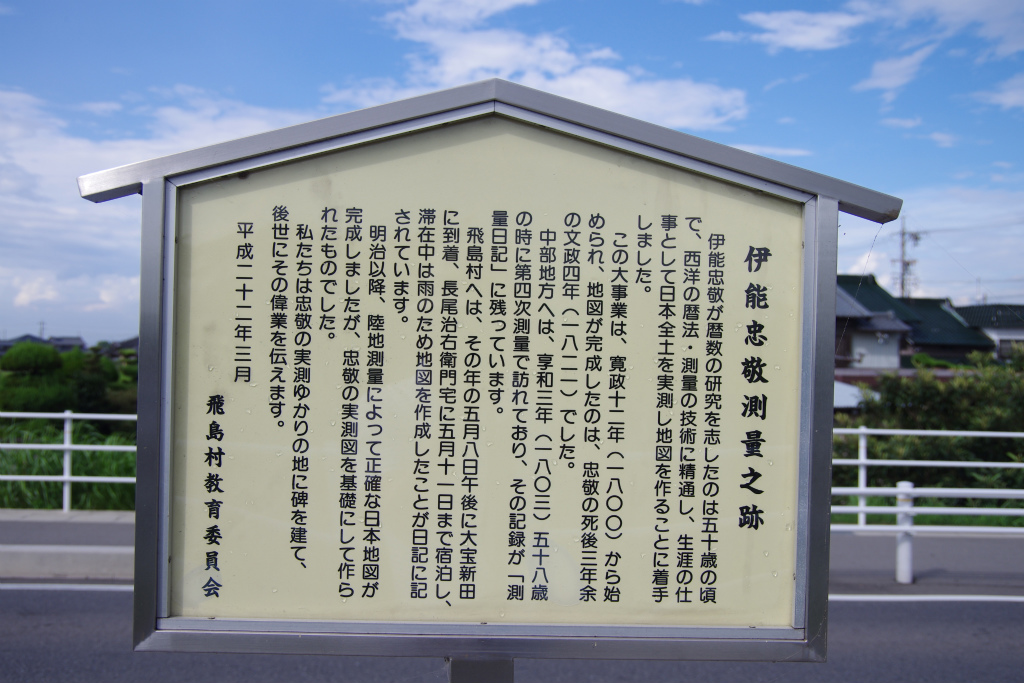 伊能忠敬測量之跡
伊能忠敬が暦数の研究を志したのは五十歳の頃
で、西洋の暦法・測量の技術に精通し、生涯の仕
事として日本全土を実測し地図を作ることに着手
しました。
この大事業は、寛政十二年（一八〇〇）から始
められ、地図が完成したのは、忠敬の死後三年余
の文政四年（一八二一）でした。
中部地方へは、享和三年（一八〇三）五十八歳
の時に第四次測量で訪れており、その記録が「測
量日記」に残っています。
飛島村へは、その年の五月八日午後に大宝新田
に到着、長尾治右衛門宅に五月十一日まで宿泊し、
滞在中は雨のため地図を作成したことが日記に記
されています。
明治以降、陸地測量によって正確な日本地図が
完成しましたが、忠敬の実測図を基礎にして作ら
れたものでした。
私たちは忠敬の実測ゆかりの地に碑を建て、
後世にその偉業を伝えます。
平成二十二年三月
飛島村教育委員会